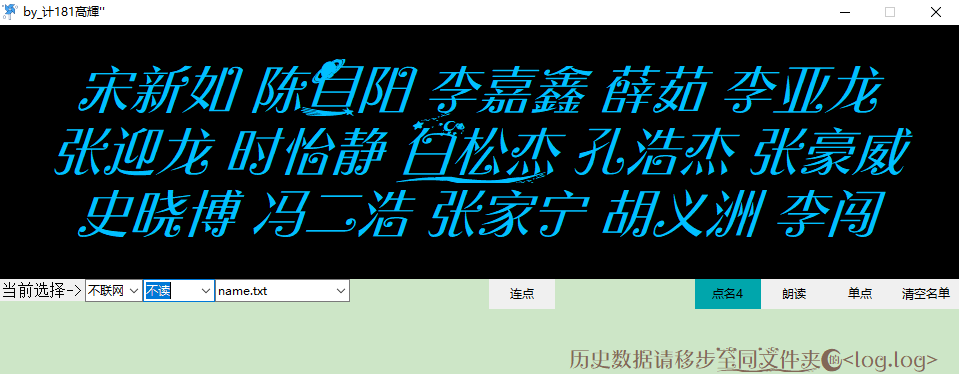 by_计181高輝"
宋新如 陈自阳 李嘉鑫 薛茹 李亚龙
张迎龙 时怡静 白松杰 孔浩杰 张豪威
史晓博 冯二浩 张家宁 胡义洲 李闯
当前选择-> 不联网 不读 name.txt 连点 点名4 朗读 单点 清空名单
历史数据请移步至同文件夹的<log.log>